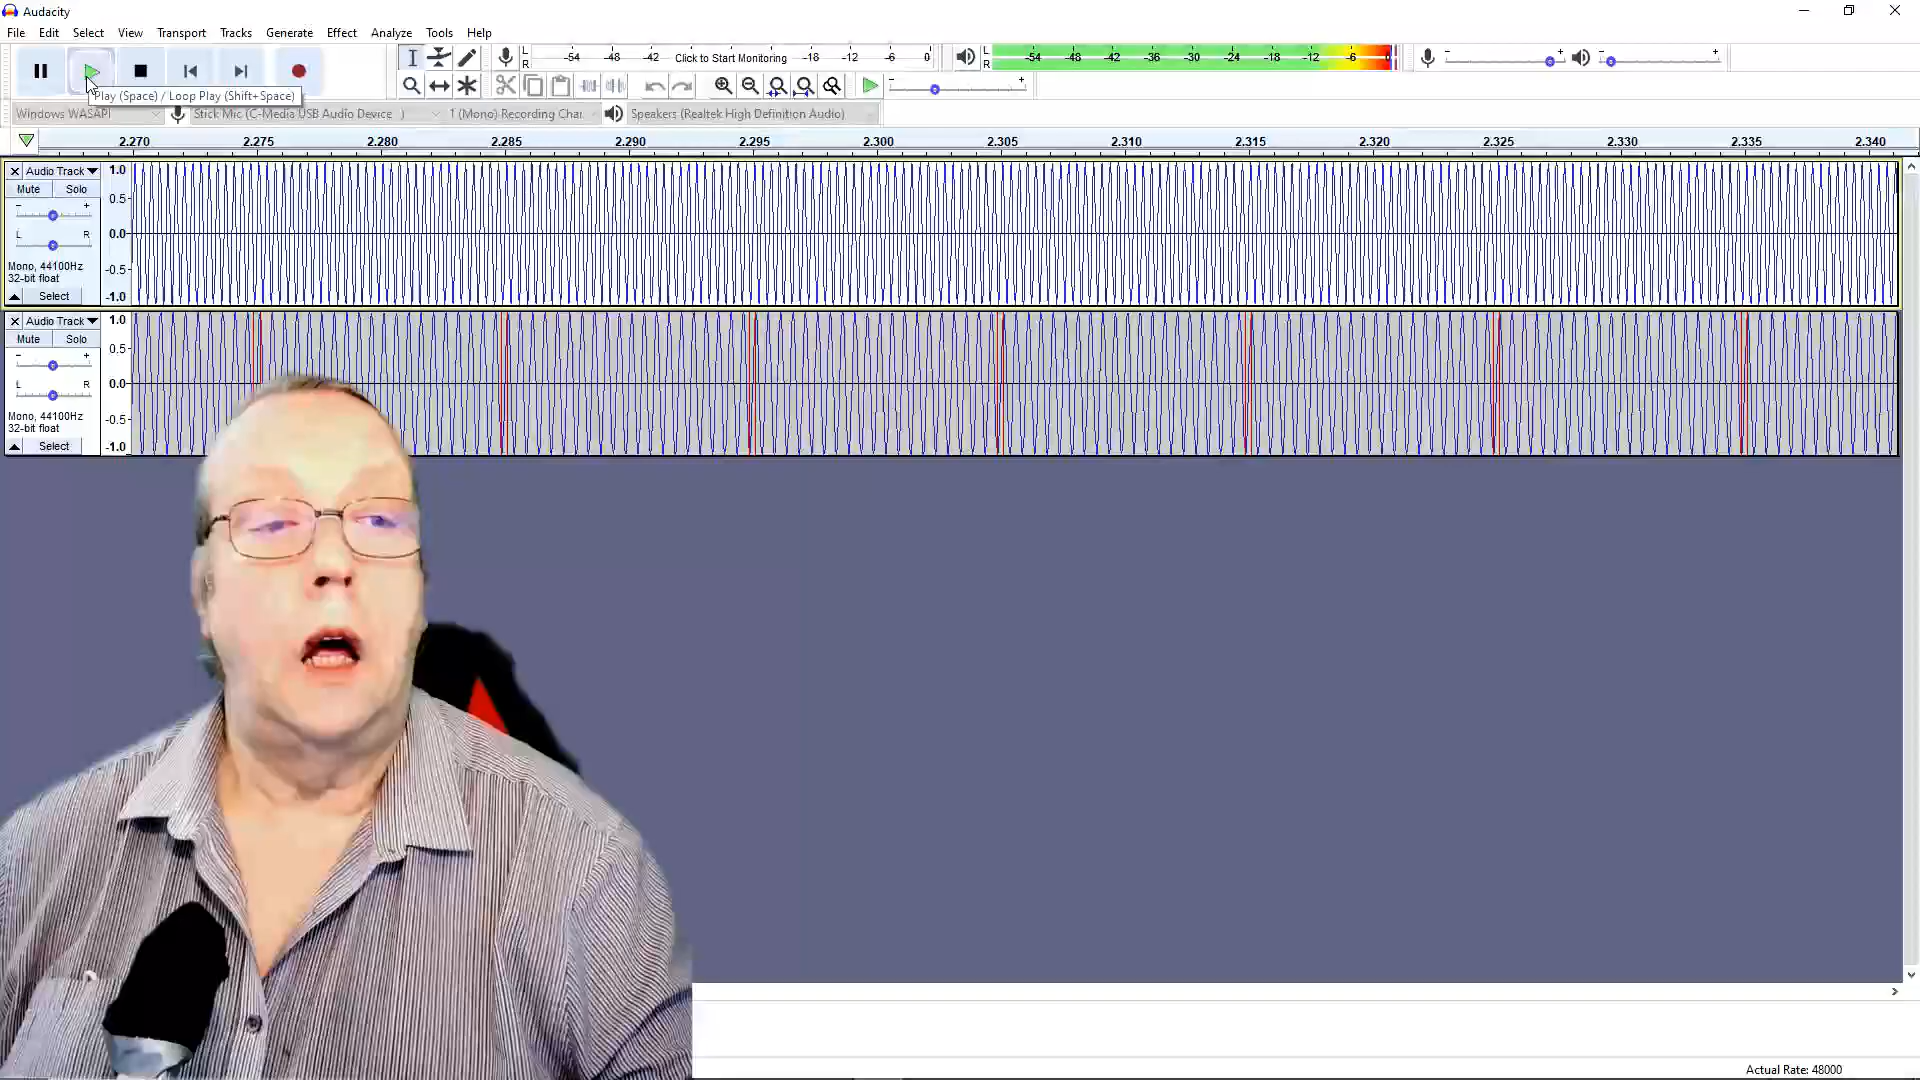 Audacity
File Edit Select View Transport Tracks Generate Effect Analyze Tools Help
L R -54 -48 -42 Click to Start Monitoring -18 -12 -6 0
L R -54 -48 -42 -36 -30 -24 -18 -12 -6 0
- +
- +
- +
Play (Space) / Loop Play (Shift+Space)
Windows WASAPI Stick Mic (C-Media USB Audio Device ) 1 (Mono) Recording Char Speakers (Realtek High Definition Audio)
2.270 2.275 2.280 2.285 2.290 2.295 2.300 2.305 2.310 2.315 2.320 2.325 2.330 2.335 2.340
Audio Track 1.0
Mute Solo
- + 0.5
L R 0.0
Mono, 44100Hz -0.5
32-bit float
Select -1.0
Audio Track 1.0
Mute Solo
- + 0.5
L R 0.0
Mono, 44100Hz -0.5
32-bit float
Select -1.0
Actual Rate: 48000